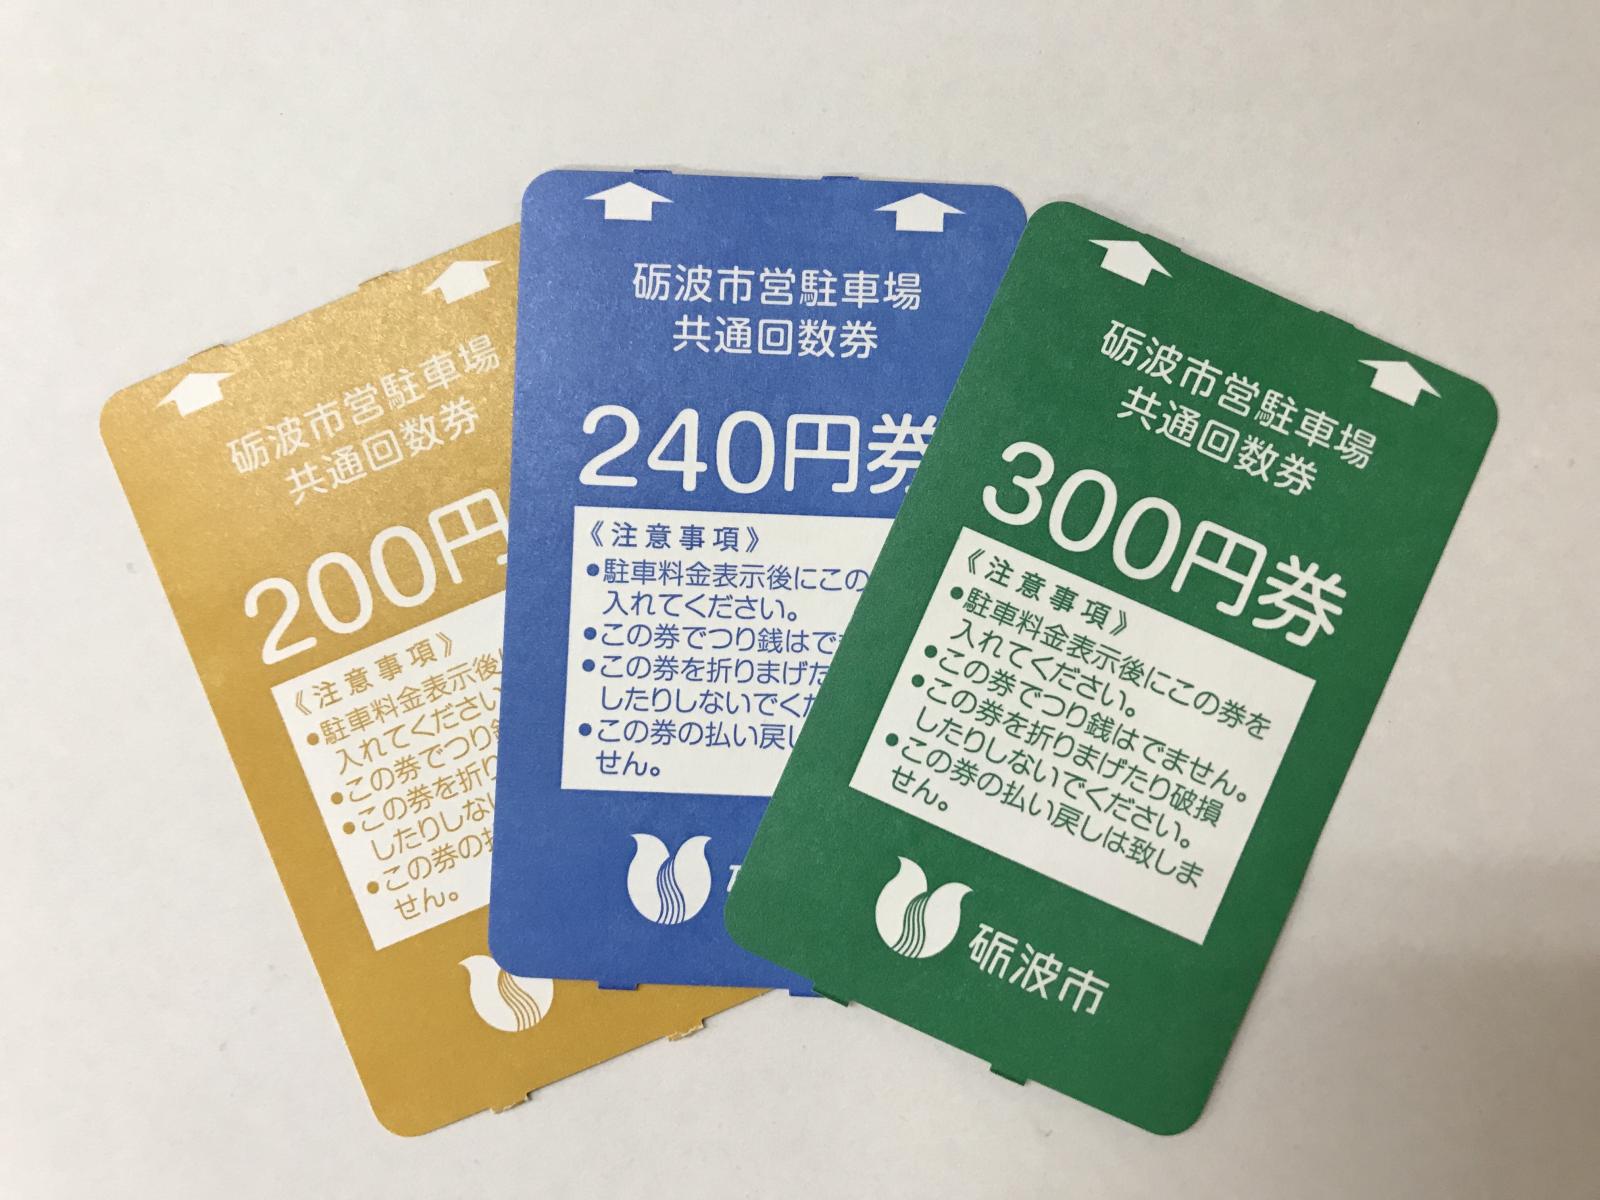 砺波市営駐車場
共通回数券
200円
《注意事項》
●駐車料金表示後
入れてください
●この券でつり
●この券を折り
したりしない
●この券の
せん。
砺波市営駐車場
共通回数券
240円券
《注意事項》
●駐車料金表示後にこの
入れてください。
●この券でつり銭はで
●この券を折りまげた
したりしないでく
●この券の払い戻し
せん。
砺波市営駐車場
共通回数券
300円券
《注意事項》
●駐車料金表示後にこの券を
入れてください。
●この券でつり銭はでません。
●この券を折りまげたり破損
したりしないでください。
●この券の払い戻しは致しま
せん。
砺波市